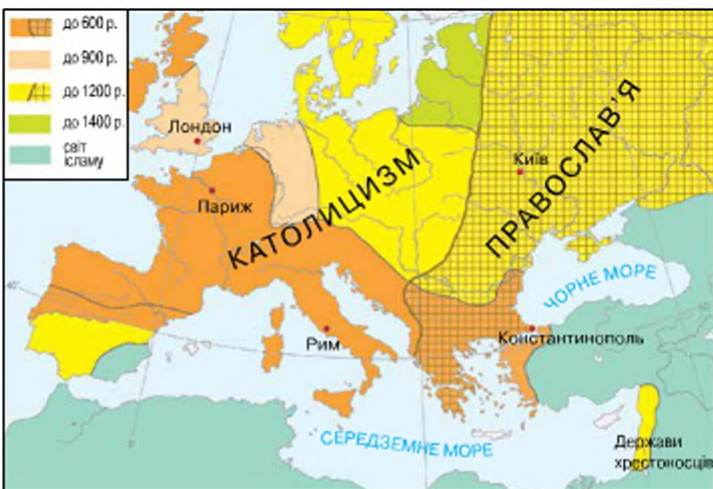 до 600 р.
до 900 р.
до 1200 р.
до 1400 р.
світ
ісламу
Лондон
Париж
КАТОЛИЦИЗМ
Київ
ПРАВОСЛАВ'Я
ЧОРНЕ МОРЕ
Константинополь
Рим
СЕРЕДЗЕМНЕ МОРЕ
Держави
хрестоносців
40°